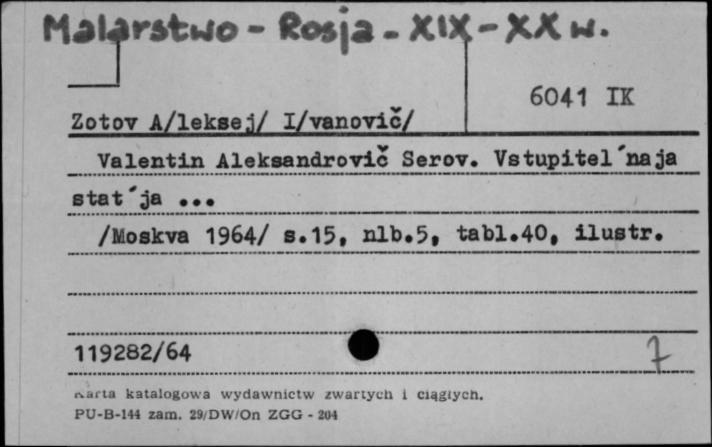 Malarstwo - Rosja - XIX - XX w.
6041 IK
Zotov A/leksej/ I/vanovič/
Valentin Aleksandrovič Serov. Vstupitel´naja
stat´ja ...
/Moskva 1964/ s.15, nlb.5, tabl.40, ilustr.
119282/64
7
Karta katalogowa wydawnictw zwartych i ciągłych.
PU-B-144 zam. 29/DW/On ZGG - 204